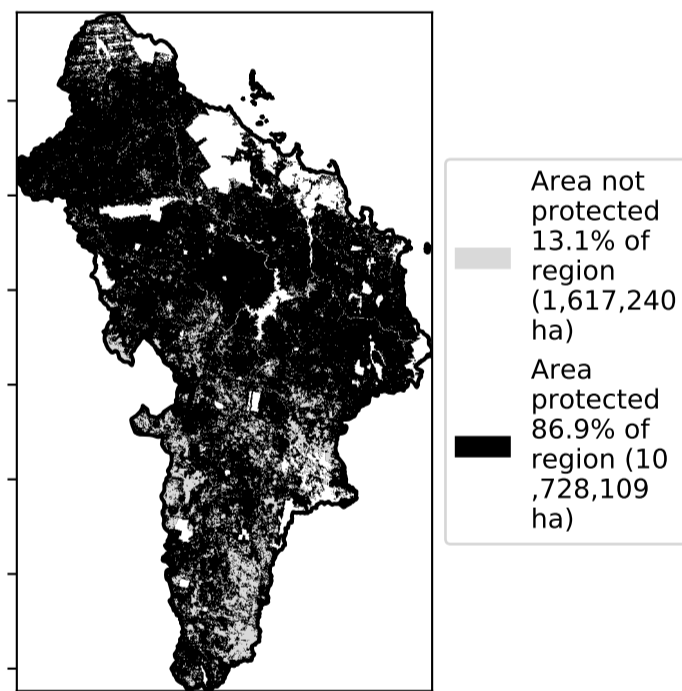 Area not
protected
13.1% of
region
(1,617,240
ha)
Area
protected
86.9% of
region (10
,728,109
ha)